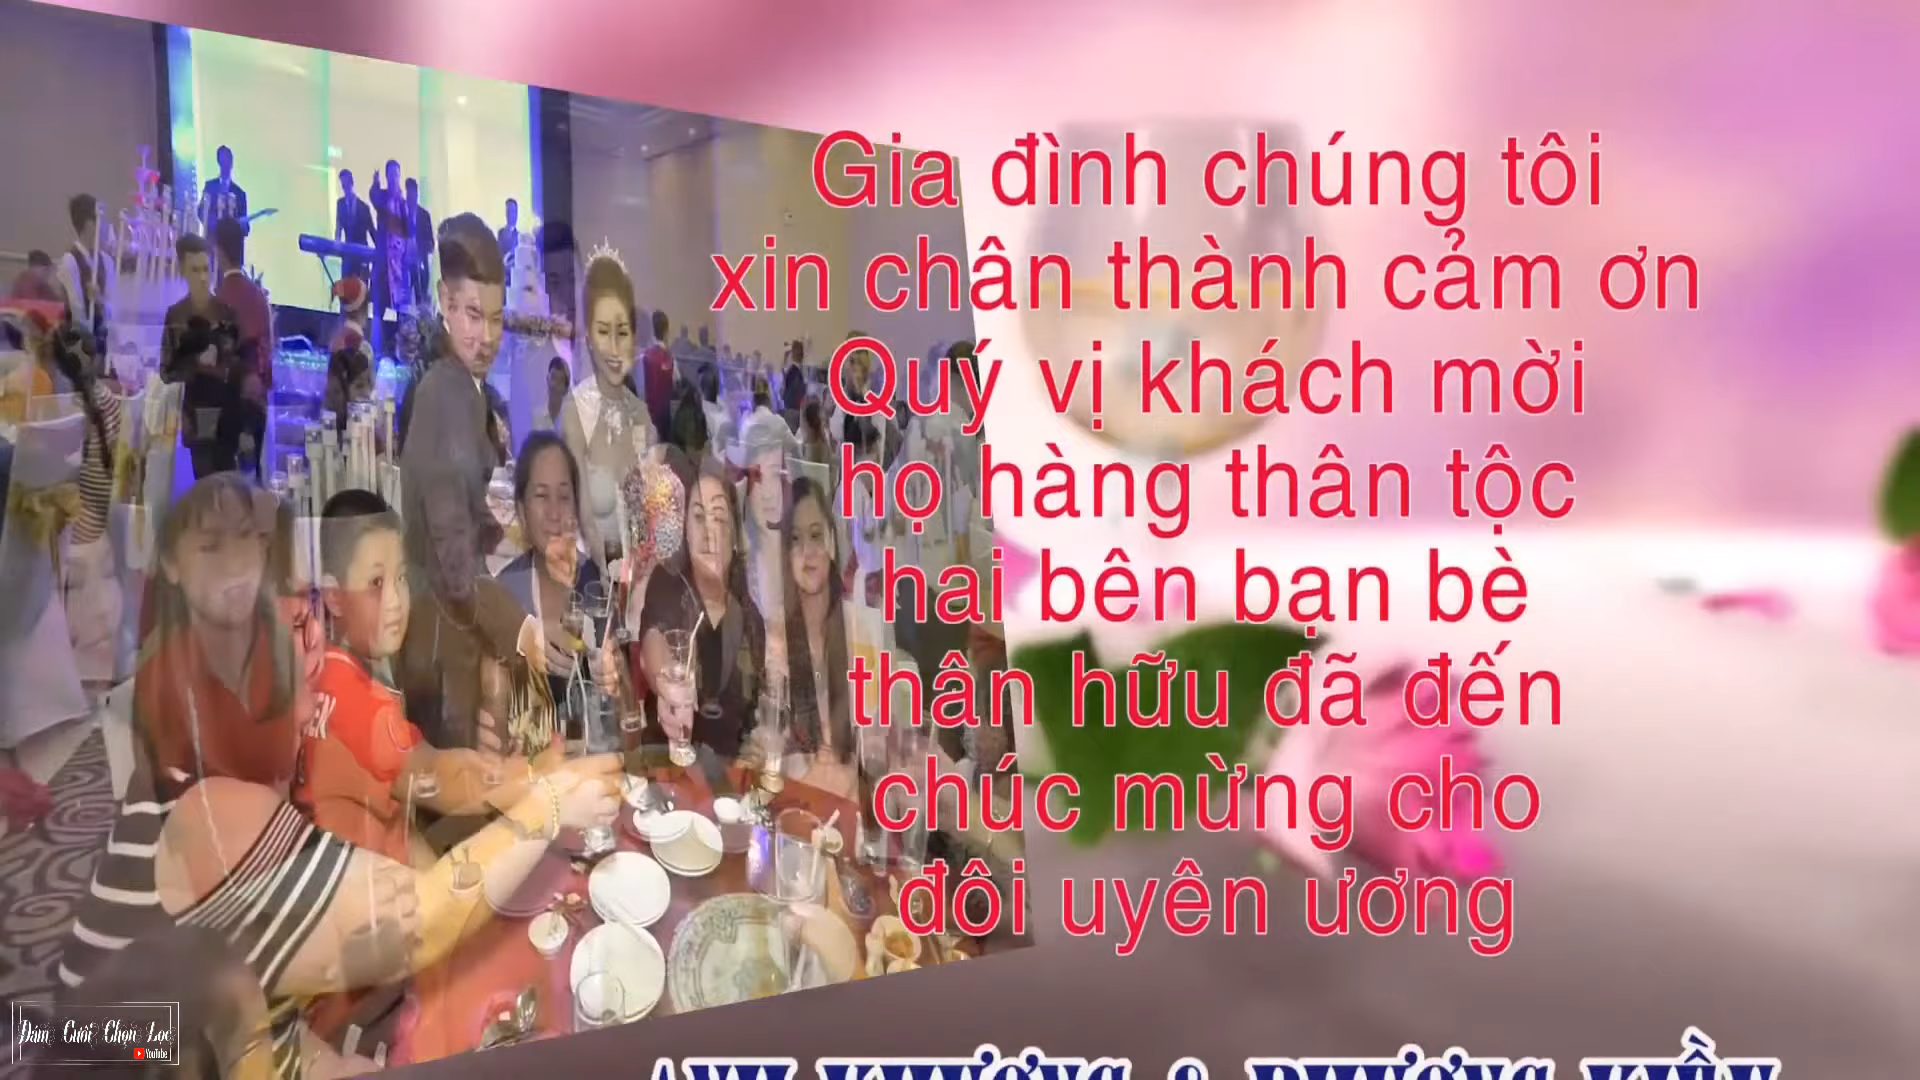 Gia đình chúng tôi
xin chân thành cảm ơn
Quý vị khách mời
họ hàng thân tộc
hai bên bạn bè
thân hữu đã đến
chúc mừng cho
đôi uyên ương
Đám Cưới Chọn Lọc
YouTube